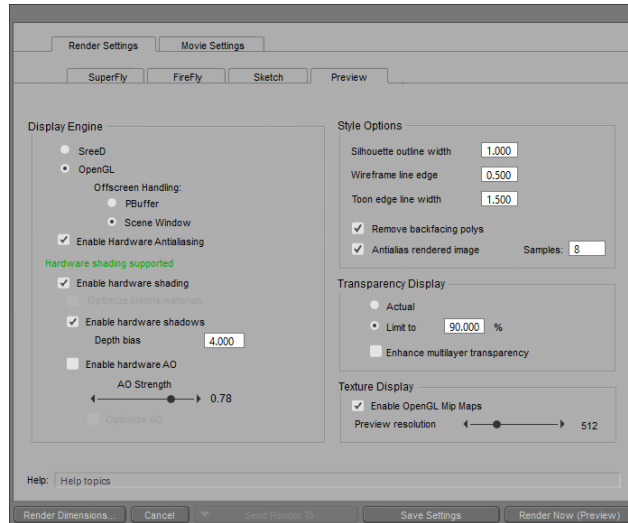 Render Settings Movie Settings
SuperFly FireFly Sketch Preview
Display Engine
SreeD
OpenGL
Offscreen Handling:
PBuffer
Scene Window
Enable Hardware Antialiasing
Hardware shading supported
Enable hardware shading
Optimize simple materials
Enable hardware shadows
Depth bias 4.000
Enable hardware AO
AO Strength
0.78
Optimize AO
Style Options
Silhouette outline width 1.000
Wireframe line edge 0.500
Toon edge line width 1.500
Remove backfacing polys
Antialias rendered image Samples: 8
Transparency Display
Actual
Limit to 90.000 %
Enhance multilayer transparency
Texture Display
Enable OpenGL Mip Maps
Preview resolution 512
Help: Help topics
Render Dimensions... Cancel Send Render To Save Settings Render Now (Preview)